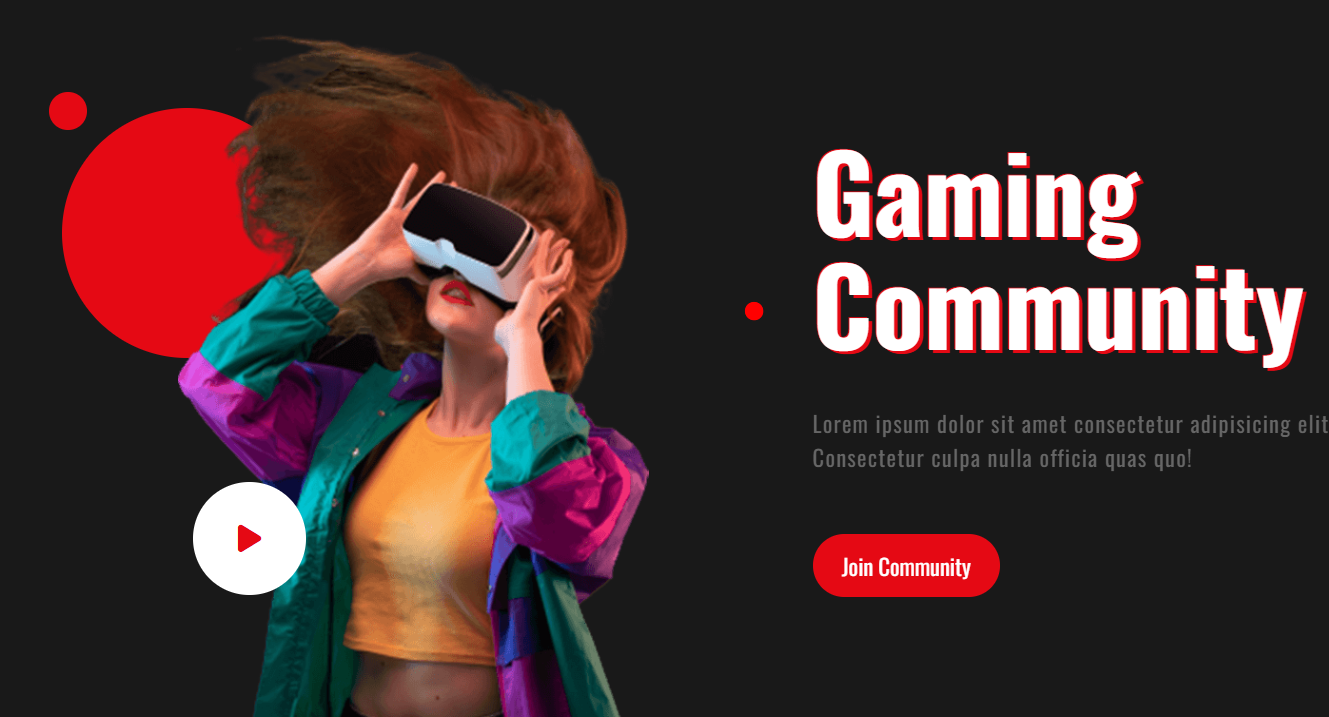 Gaming
Community
Lorem ipsum dolor sit amet consectetur adipisicing elit
Consectetur culpa nulla officia quas quo!
Join Community